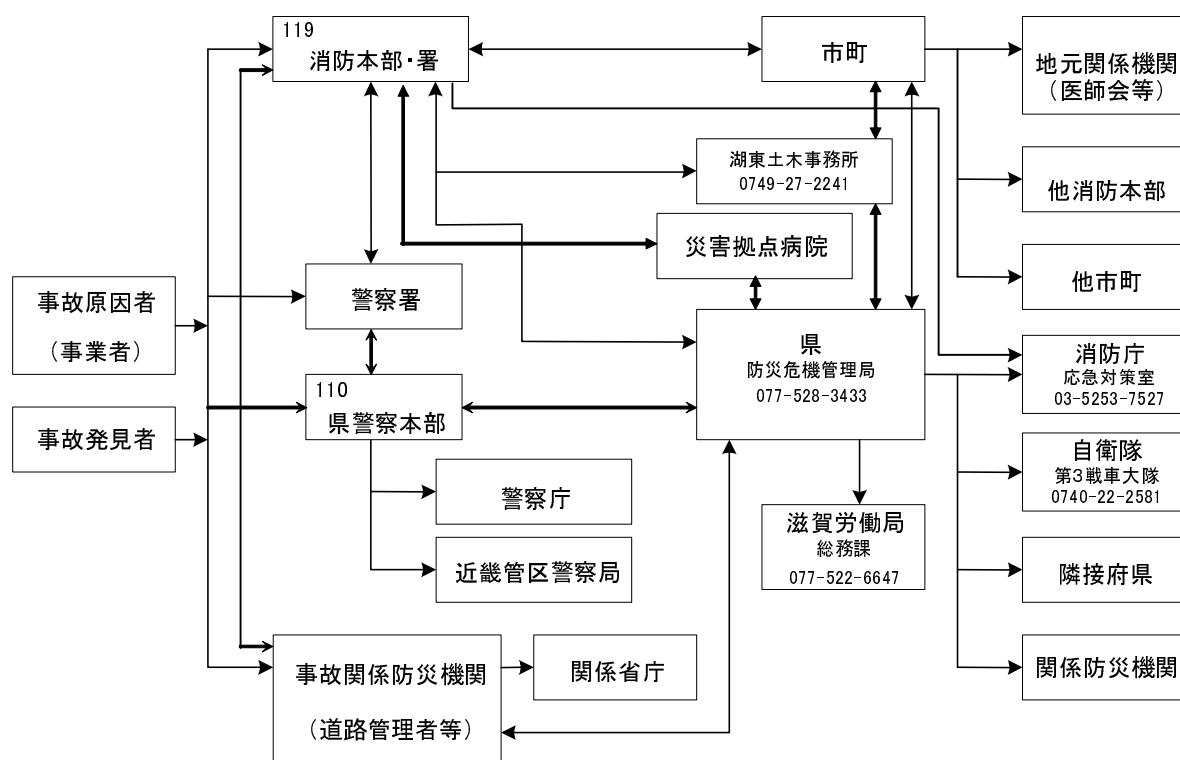 119
消防本部・署
市町
地元関係機関
（医師会等）
湖東土木事務所
0749-27-2241
他消防本部
災害拠点病院
他市町
事故原因者
（事業者）
警察署
県
防災危機管理局
077-528-3433
消防庁
応急対策室
03-5253-7527
110
県警察本部
事故発見者
自衛隊
第3戦車大隊
0740-22-2581
警察庁
滋賀労働局
総務課
077-522-6647
近畿管区警察局
隣接府県
事故関係防災機関
（道路管理者等）
関係省庁
関係防災機関